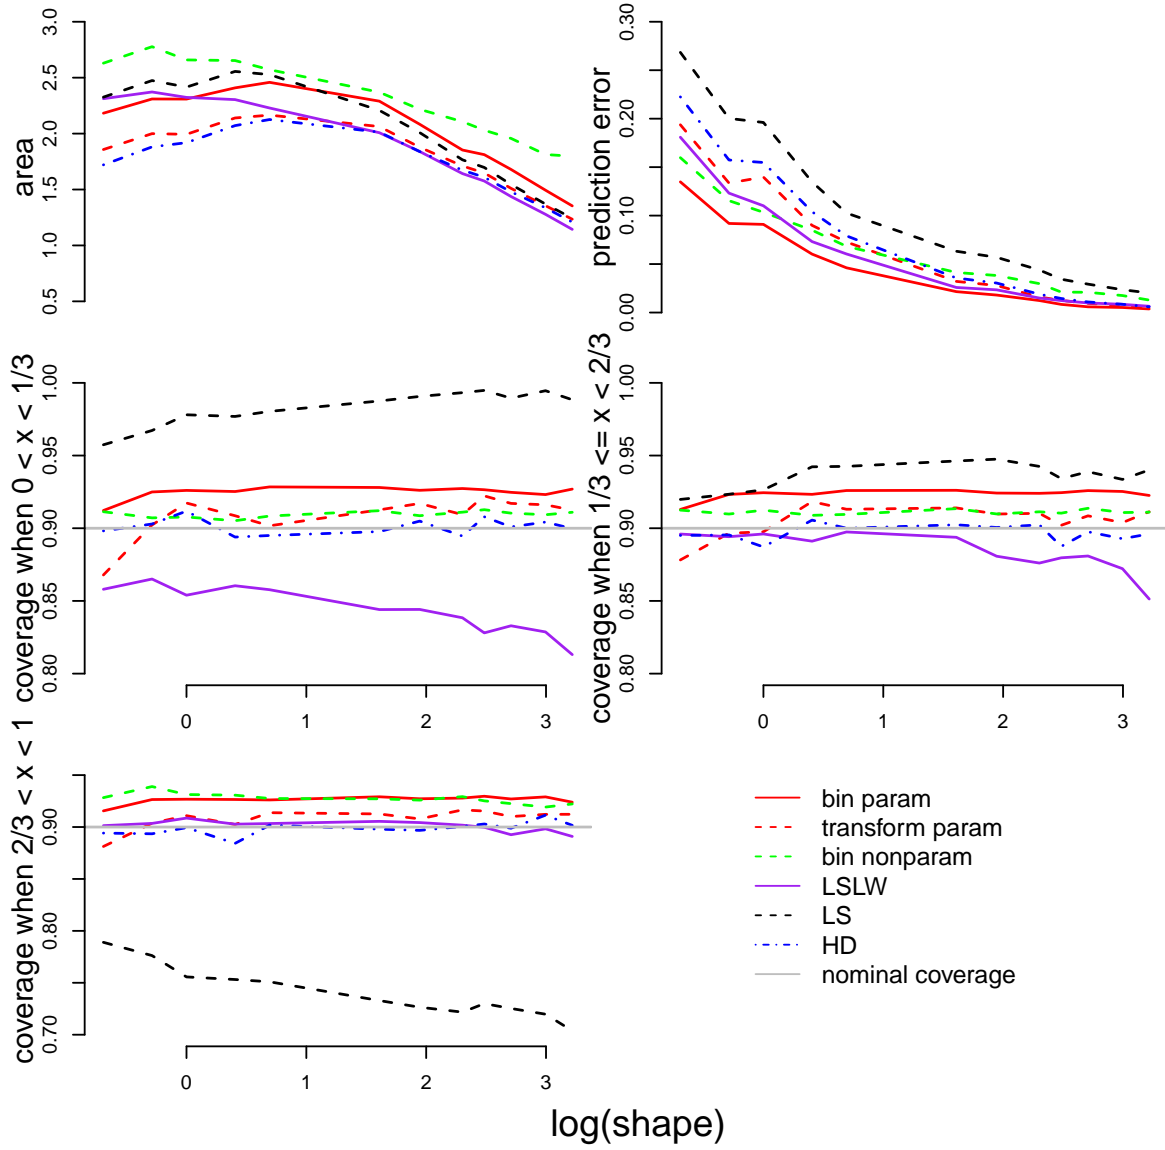 area
3.0
2.5
2.0
1.5
1.0
0.5
prediction error
0.30
0.20
0.10
0.00
coverage when 0 < x < 1/3
1.00
0.95
0.90
0.85
0.80
0 1 2 3
coverage when 1/3 <= x < 2/3
1.00
0.95
0.90
0.85
0.80
0 1 2 3
coverage when 2/3 < x < 1
0.90
0.80
0.70
0 1 2 3
bin param
transform param
bin nonparam
LSLW
LS
HD
nominal coverage
log(shape)